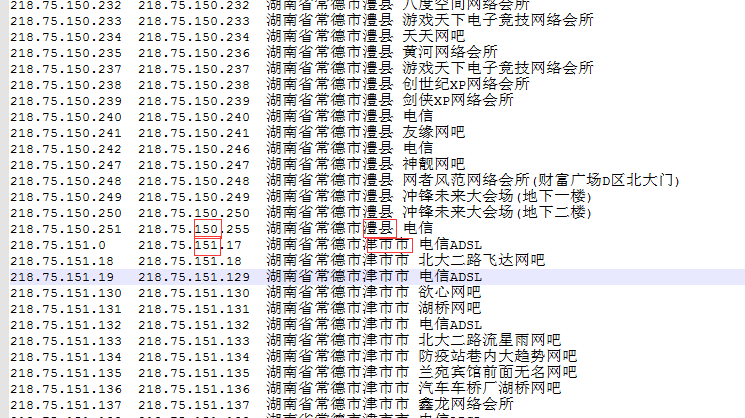 218.75.150.232 218.75.150.232 湖南省常德市澧县 八度空间网络会所
218.75.150.233 218.75.150.233 湖南省常德市澧县 游戏天下电子竞技网络会所
218.75.150.234 218.75.150.234 湖南省常德市澧县 天天网吧
218.75.150.235 218.75.150.236 湖南省常德市澧县 黄河网络会所
218.75.150.237 218.75.150.237 湖南省常德市澧县 游戏天下电子竞技网络会所
218.75.150.238 218.75.150.238 湖南省常德市澧县 创世纪XP网络会所
218.75.150.239 218.75.150.239 湖南省常德市澧县 剑侠XP网络会所
218.75.150.240 218.75.150.240 湖南省常德市澧县 电信
218.75.150.241 218.75.150.241 湖南省常德市澧县 友缘网吧
218.75.150.242 218.75.150.246 湖南省常德市澧县 电信
218.75.150.247 218.75.150.247 湖南省常德市澧县 神靓网吧
218.75.150.248 218.75.150.248 湖南省常德市澧县 网者风范网络会所(财富广场D区北大门)
218.75.150.249 218.75.150.249 湖南省常德市澧县 冲锋未来大会场(地下一楼)
218.75.150.250 218.75.150.250 湖南省常德市澧县 冲锋未来大会场(地下二楼)
218.75.150.251 218.75.150.255 湖南省常德市澧县 电信
218.75.151.0 218.75.151.17 湖南省常德市津市市 电信ADSL
218.75.151.18 218.75.151.18 湖南省常德市津市市 北大二路飞达网吧
218.75.151.19 218.75.151.129 湖南省常德市津市市 电信ADSL
218.75.151.130 218.75.151.130 湖南省常德市津市市 欲心网吧
218.75.151.131 218.75.151.131 湖南省常德市津市市 湖桥网吧
218.75.151.132 218.75.151.132 湖南省常德市津市市 电信ADSL
218.75.151.133 218.75.151.133 湖南省常德市津市市 北大二路流星雨网吧
218.75.151.134 218.75.151.134 湖南省常德市津市市 防疫站巷内大趋势网吧
218.75.151.135 218.75.151.135 湖南省常德市津市市 兰宛宾馆前面无名网吧
218.75.151.136 218.75.151.136 湖南省常德市津市市 汽车车桥厂湖桥网吧
218.75.151.137 218.75.151.137 湖南省常德市津市市 鑫龙网络会所